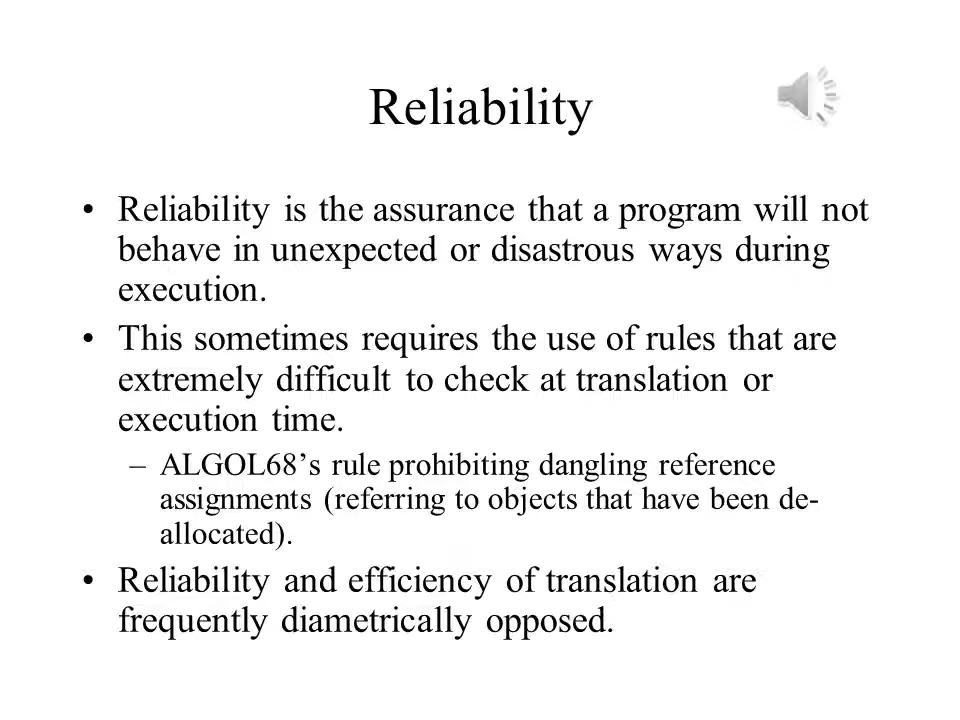 Reliability
• Reliability is the assurance that a program will not
behave in unexpected or disastrous ways during
execution.
• This sometimes requires the use of rules that are
extremely difficult to check at translation or
execution time.
– ALGOL68’s rule prohibiting dangling reference
assignments (referring to objects that have been de-
allocated).
• Reliability and efficiency of translation are
frequently diametrically opposed.